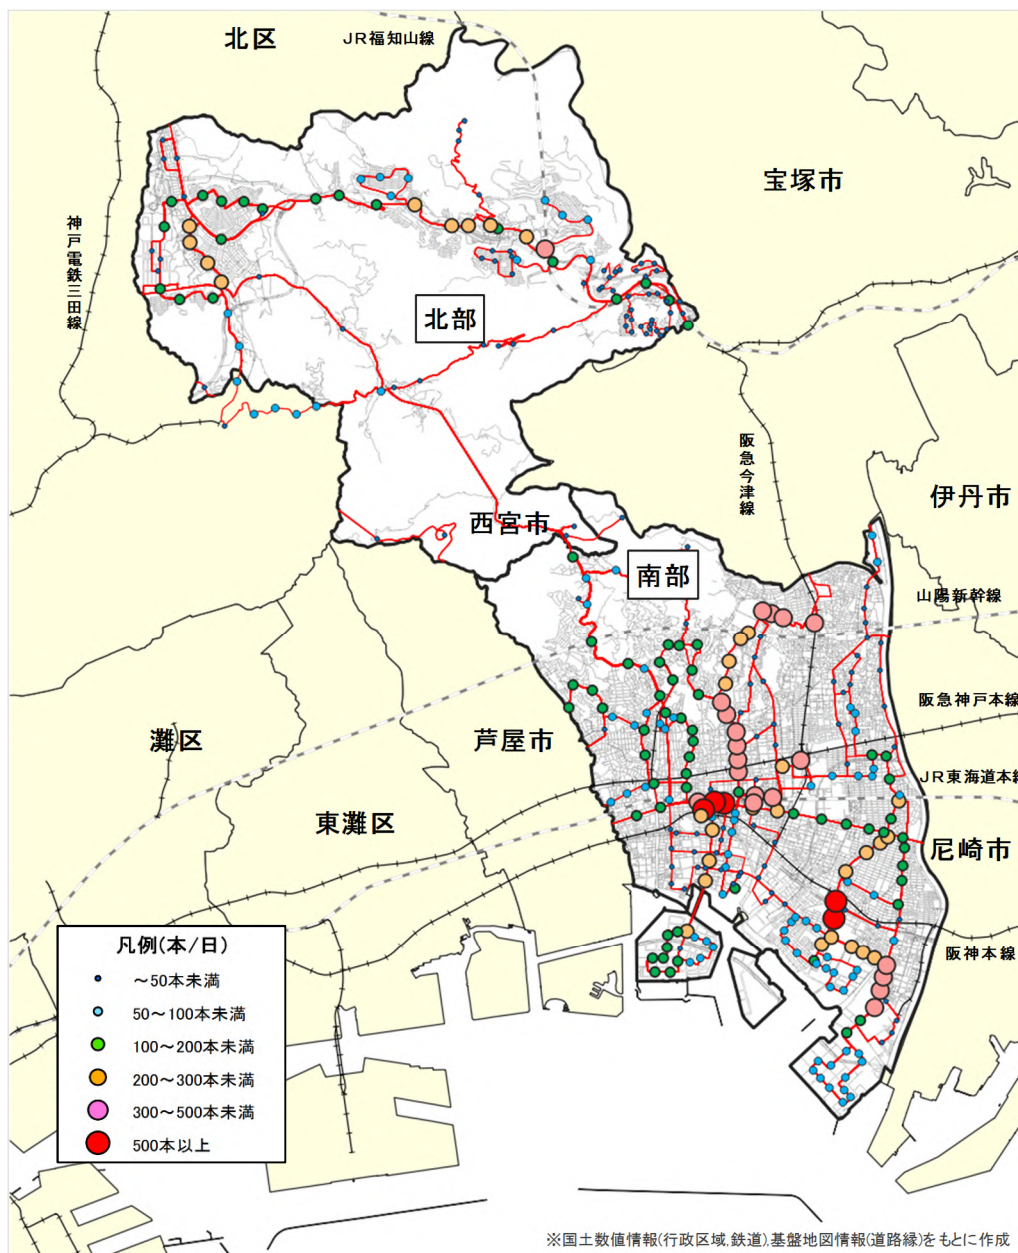 北区
JR福知山線
宝塚市
神戸電鉄三田線
北部
阪急今津線
伊丹市
西宮市
南部
山陽新幹線
阪急神戸本線
灘区
芦屋市
JR東海道本線
東灘区
尼崎市
阪神本線
凡例(本/日)
～50本未満
50～100本未満
100～200本未満
200～300本未満
300～500本未満
500本以上
※国土数値情報(行政区域,鉄道),基盤地図情報(道路縁)をもとに作成